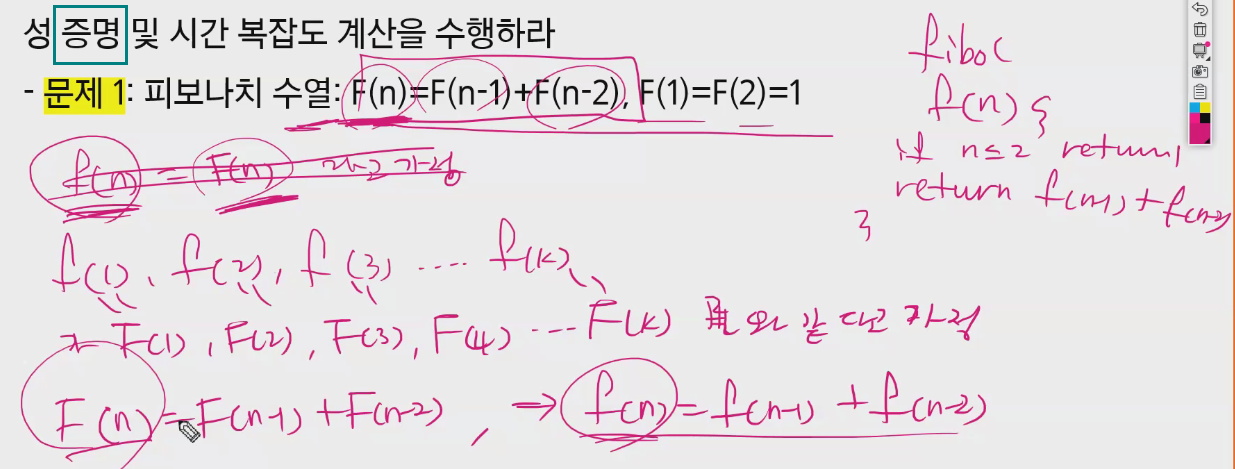 성 증명 및 시간 복잡도 계산을 수행하라
- 문제 1: 피보나치 수열: F(n)=F(n-1)+F(n-2), F(1)=F(2)=1
fibo(
f(n) {
if n≤2 return 1
return f(n-1) + f(n-2)
}
f(n) = F(n) 라고 가정
f(1), f(2), f(3) .... f(k)
F(1), F(2), F(3), F(4) ... F(k) 와 같다고 가정
F(n) = F(n-1) + F(n-2), → f(n) = f(n-1) + f(n-2)